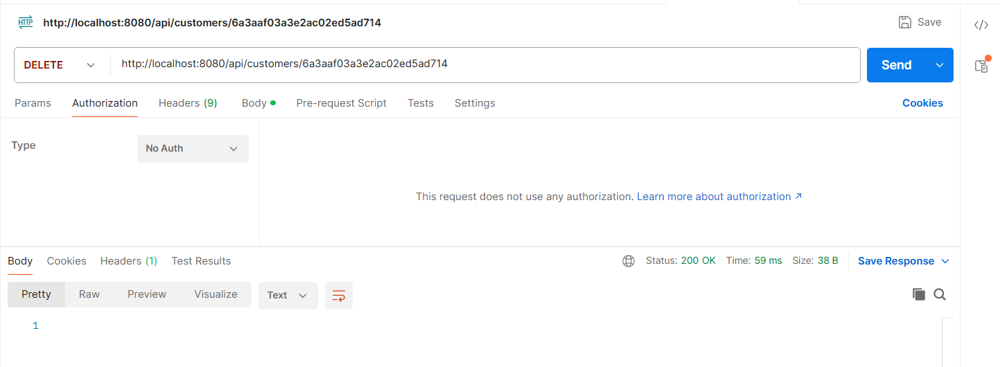 HTTP http://localhost:8080/api/customers/6a3aaf03a3e2ac02ed5ad714 Save </>
DELETE http://localhost:8080/api/customers/6a3aaf03a3e2ac02ed5ad714 Send
Params Authorization Headers (9) Body Pre-request Script Tests Settings Cookies
Type No Auth
This request does not use any authorization. Learn more about authorization ↗
Body Cookies Headers (1) Test Results Status: 200 OK Time: 59 ms Size: 38 B Save Response
Pretty Raw Preview Visualize Text
1